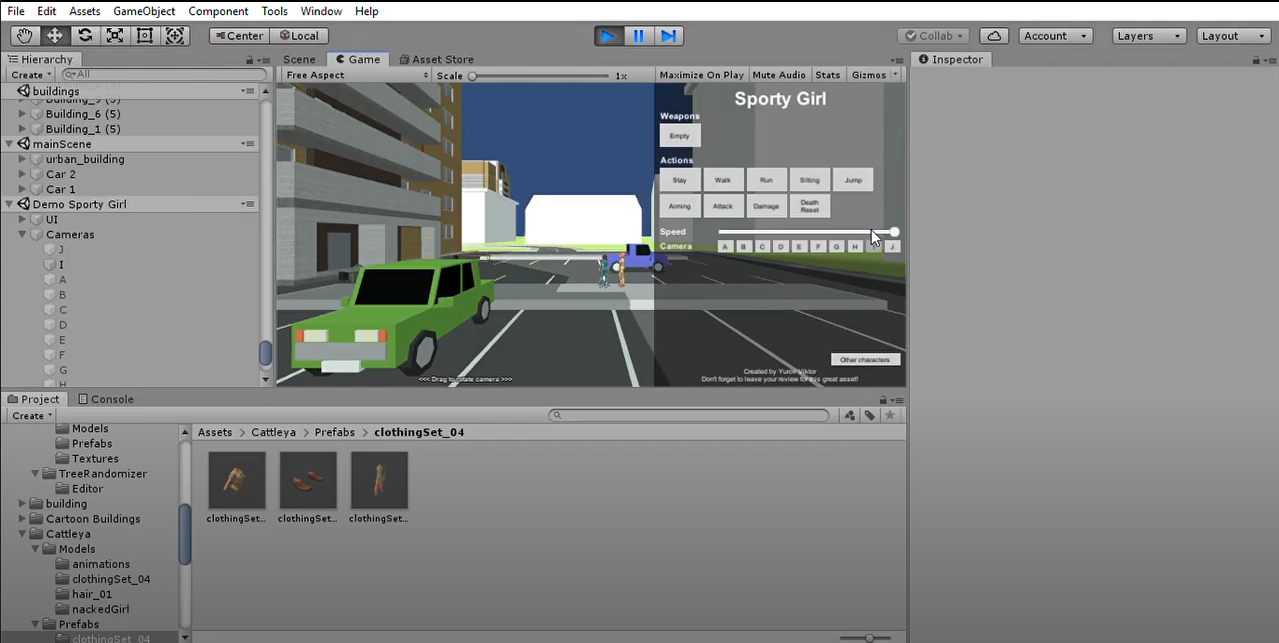 File Edit Assets GameObject Component Tools Window Help
Center Local Collab Account Layers Layout
Hierarchy Scene Game Asset Store Inspector
Create All Free Aspect Scale 1x Maximize On Play Mute Audio Stats Gizmos
buildings
Building_9 (5)
Building_6 (5)
Building_1 (5)
mainScene
urban_building
Car 2
Car 1
Demo Sporty Girl
UI
Cameras
J
I
A
B
C
D
E
F
G
H
Sporty Girl
Weapons
Empty
Actions
Stay Walk Run Sitting Jump
Aiming Attack Damage Death Reset
Speed
Camera A B C D E F G H J
Other characters
Created by Yurov Viktor
Don't forget to leave your review for this great asset!
<<< Drag to rotate camera >>>
Project Console
Create
Models
Prefabs
Textures
TreeRandomizer
Editor
building
Cartoon Buildings
Cattleya
Models
animations
clothingSet_04
hair_01
nackedGirl
Prefabs
clothingSet_04
Assets > Cattleya > Prefabs > clothingSet_04
clothingSet... clothingSet... clothingSet...